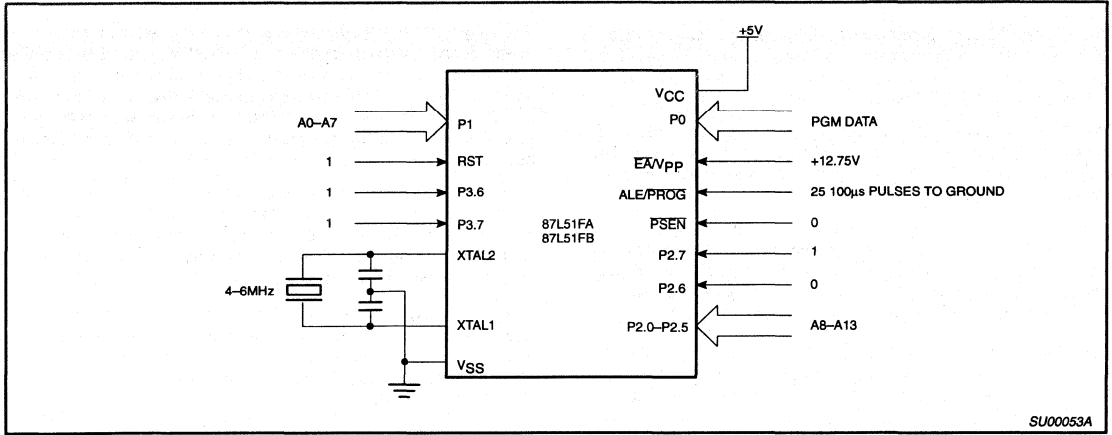 +5V
VCC
A0–A7
P1
P0
PGM DATA
1
RST
EA/VPP
+12.75V
1
P3.6
ALE/PROG
25 100µs PULSES TO GROUND
1
P3.7
87L51FA
87L51FB
PSEN
0
XTAL2
P2.7
1
4–6MHz
P2.6
0
XTAL1
P2.0–P2.5
A8–A13
VSS
SU00053A